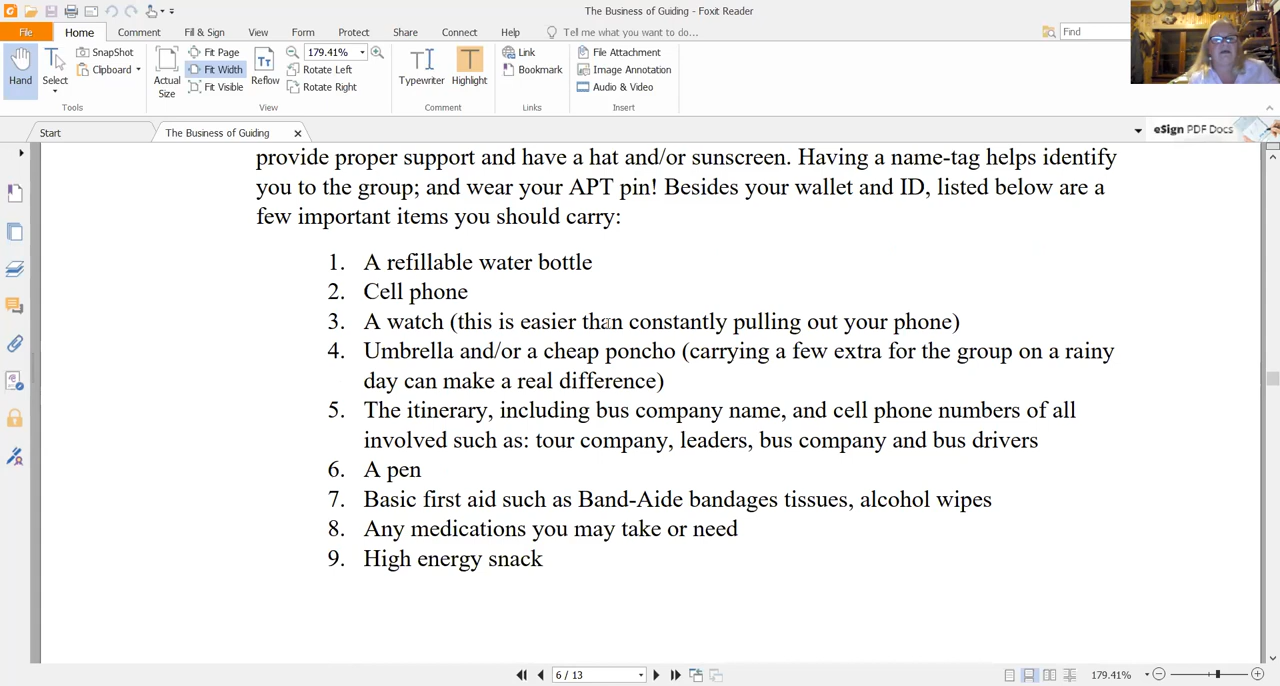 The Business of Guiding - Foxit Reader
File Home Comment View Form Protect Share Connect Help Fill & Sign Tell me what you want to do... Find
Hand
Select
SnapShot
Clipboard
Tools
Actual Size
Fit Page
Fit Width
Fit Visible
Reflow
179.41%
Rotate Left
Rotate Right
View
Typewriter
Highlight
Comment
Link
Bookmark
Links
File Attachment
Image Annotation
Audio & Video
Insert
Start
The Business of Guiding
eSign PDF Docs
provide proper support and have a hat and/or sunscreen. Having a name-tag helps identify
you to the group; and wear your APT pin! Besides your wallet and ID, listed below are a
few important items you should carry:
1. A refillable water bottle
2. Cell phone
3. A watch (this is easier than constantly pulling out your phone)
4. Umbrella and/or a cheap poncho (carrying a few extra for the group on a rainy
day can make a real difference)
5. The itinerary, including bus company name, and cell phone numbers of all
involved such as: tour company, leaders, bus company and bus drivers
6. A pen
7. Basic first aid such as Band-Aide bandages tissues, alcohol wipes
8. Any medications you may take or need
9. High energy snack
6 / 13
179.41%